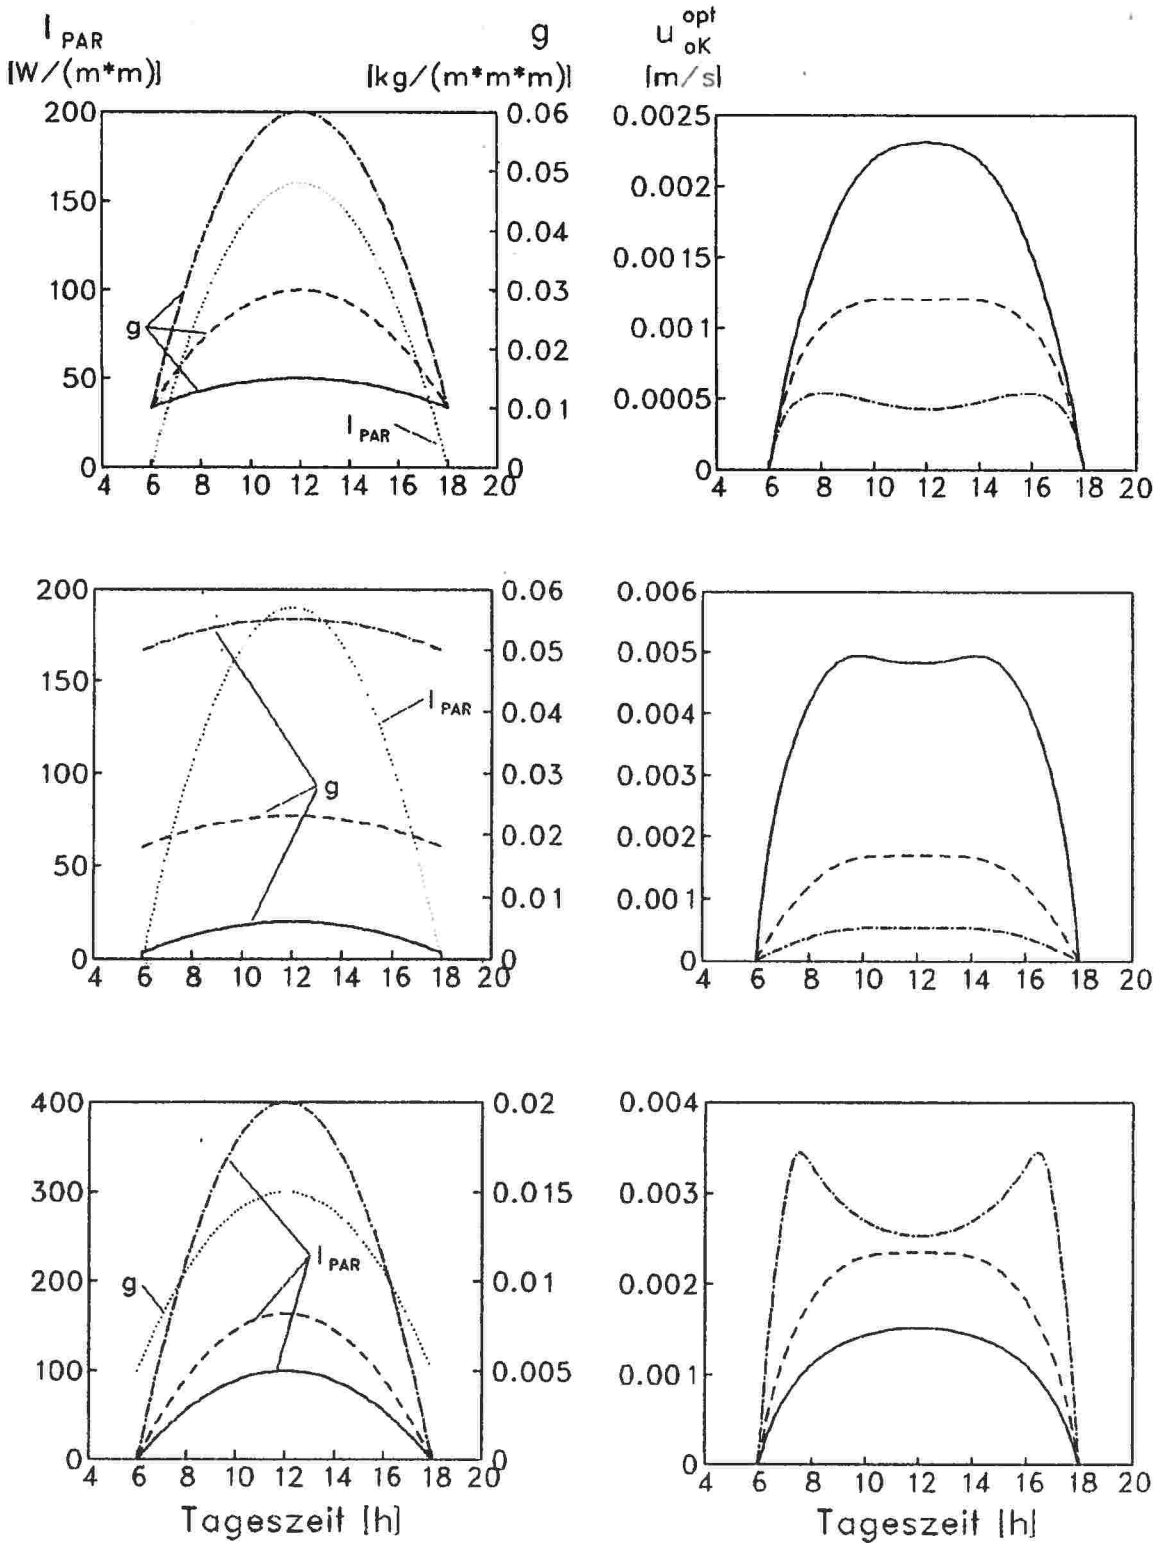 I PAR g u opt oK
[W/(m*m)] [kg/(m*m*m)] [m/s]
200 0.06 0.0025
150 0.05 0.002
0.04 0.0015
100 0.03 0.001
g
0.02
50 0.01 0.0005
I PAR
0 0 0
4 6 8 10 12 14 16 18 20 4 6 8 10 12 14 16 18 20
200 0.06 0.006
0.05 0.005
150 I PAR
0.04 0.004
100 0.03 0.003
g
0.02 0.002
50
0.01 0.001
0 0 0
4 6 8 10 12 14 16 18 20 4 6 8 10 12 14 16 18 20
400 0.02 0.004
300 0.015 0.003
g I PAR
200 0.01 0.002
100 0.005 0.001
0 0 0
4 6 8 10 12 14 16 18 20 4 6 8 10 12 14 16 18 20
Tageszeit [h] Tageszeit [h]